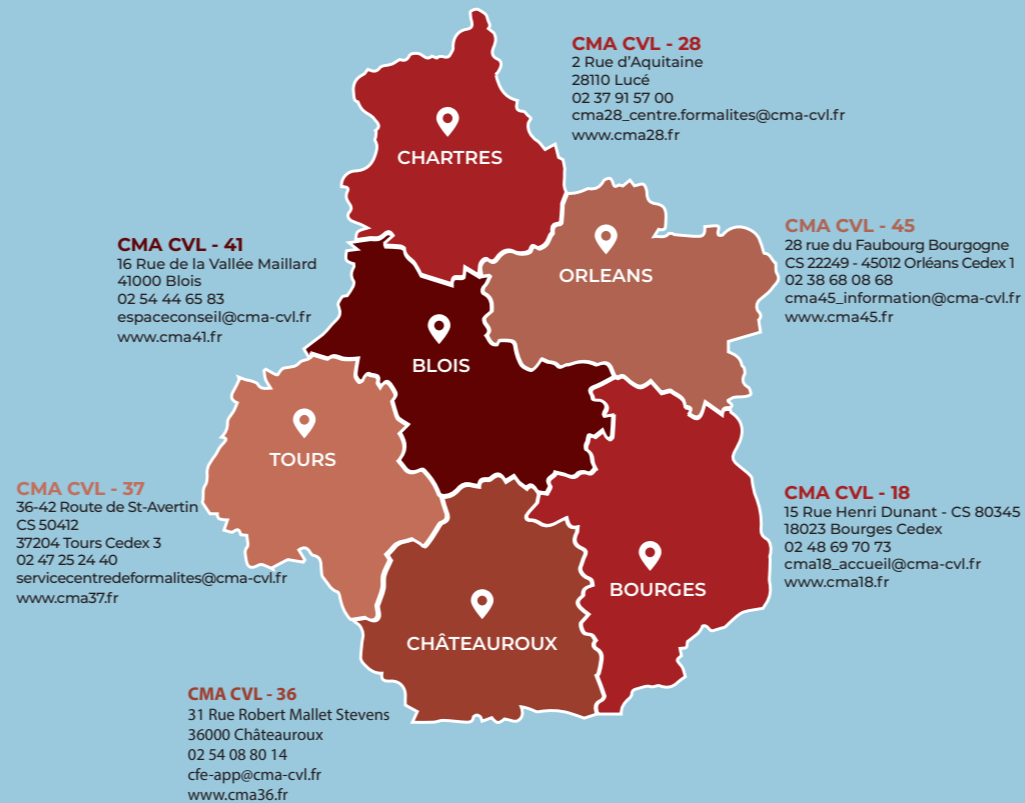 CMA CVL - 28
2 Rue d'Aquitaine
28110 Lucé
02 37 91 57 00
cma28_centre.formalites@cma-cvl.fr
www.cma28.fr
CHARTRES
CMA CVL - 41
16 Rue de la Vallée Maillard
41000 Blois
02 54 44 65 83
espaceconseil@cma-cvl.fr
www.cma41.fr
CMA CVL - 45
28 rue du Faubourg Bourgogne
CS 22249 - 45012 Orléans Cedex 1
02 38 68 08 68
cma45_information@cma-cvl.fr
www.cma45.fr
ORLEANS
BLOIS
TOURS
CMA CVL - 37
36-42 Route de St-Avertin
CS 50412
37204 Tours Cedex 3
02 47 25 24 40
servicecentredeformalites@cma-cvl.fr
www.cma37.fr
CMA CVL - 18
15 Rue Henri Dunant - CS 80345
18023 Bourges Cedex
02 48 69 70 73
cma18_accueil@cma-cvl.fr
www.cma18.fr
BOURGES
CHÂTEAUROUX
CMA CVL - 36
31 Rue Robert Mallet Stevens
36000 Châteauroux
02 54 08 80 14
cfe-app@cma-cvl.fr
www.cma36.fr